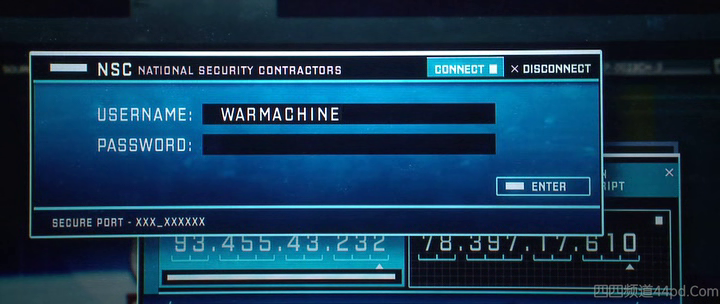 NSC NATIONAL SECURITY CONTRACTORS CONNECT × DISCONNECT
USERNAME: WARMACHINE
PASSWORD:
ENTER
RIPT
SECURE PORT - XXX_XXXXXX
93.455.43.232 78.397.17.610
四四频道44pd.Com